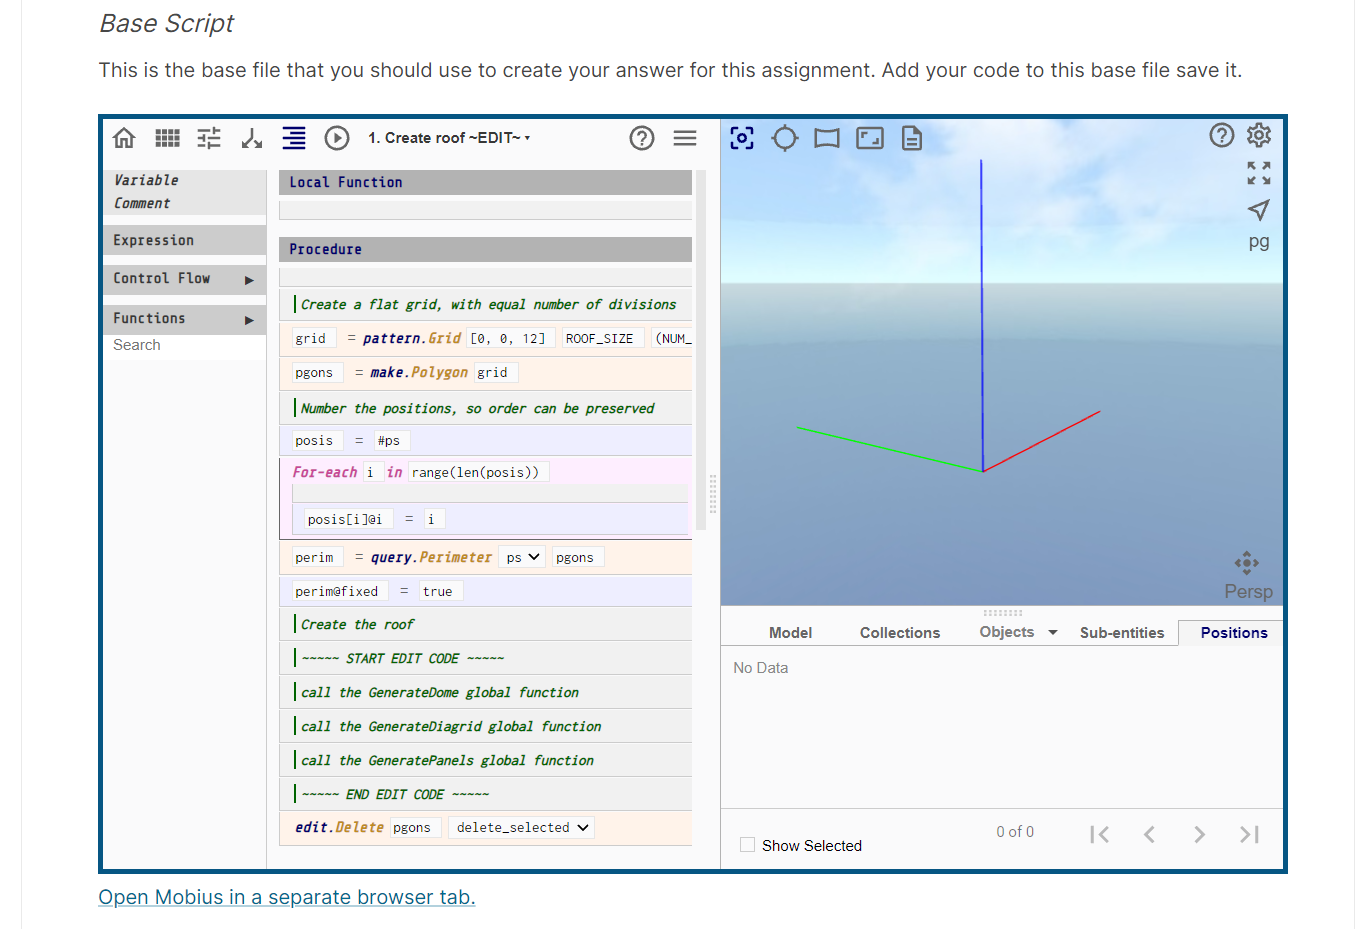 Base Script
This is the base file that you should use to create your answer for this assignment. Add your code to this base file save it.
1. Create roof ~EDIT~
Variable
Comment
Expression
Control Flow
Functions
Search
Local Function
Procedure
Create a flat grid, with equal number of divisions
grid = pattern.Grid [0, 0, 12] ROOF_SIZE (NUM_
pgons = make.Polygon grid
Number the positions, so order can be preserved
posis = #ps
For-each i in range(len(posis))
posis[i]@i = i
perim = query.Perimeter ps pgons
perim@fixed = true
Create the roof
~~~~~ START EDIT CODE ~~~~~
call the GenerateDome global function
call the GenerateDiagrid global function
call the GeneratePanels global function
~~~~~ END EDIT CODE ~~~~~
edit.Delete pgons delete_selected
pg
Persp
Model Collections Objects Sub-entities Positions
No Data
Show Selected 0 of 0
Open Mobius in a separate browser tab.